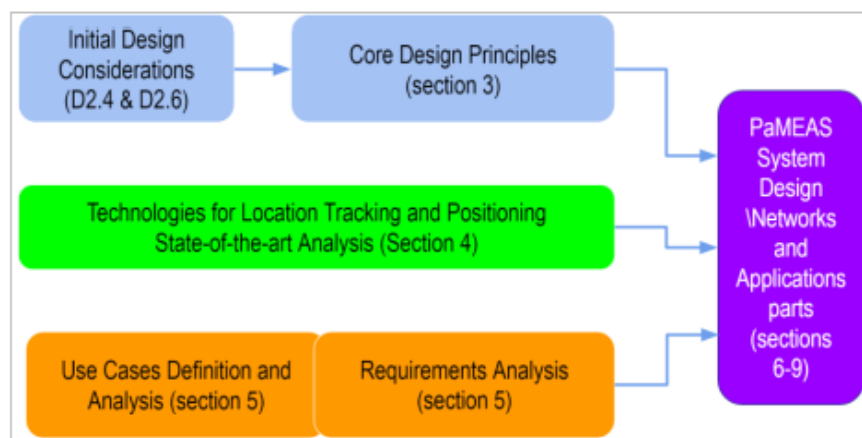 Initial Design
Considerations
(D2.4 & D2.6)
Core Design Principles
(section 3)
Technologies for Location Tracking and Positioning
State-of-the-art Analysis (Section 4)
Use Cases Definition and
Analysis (section 5)
Requirements Analysis
(section 5)
PaMEAS
System
Design
\Networks
and
Applications
parts
(sections
6-9)